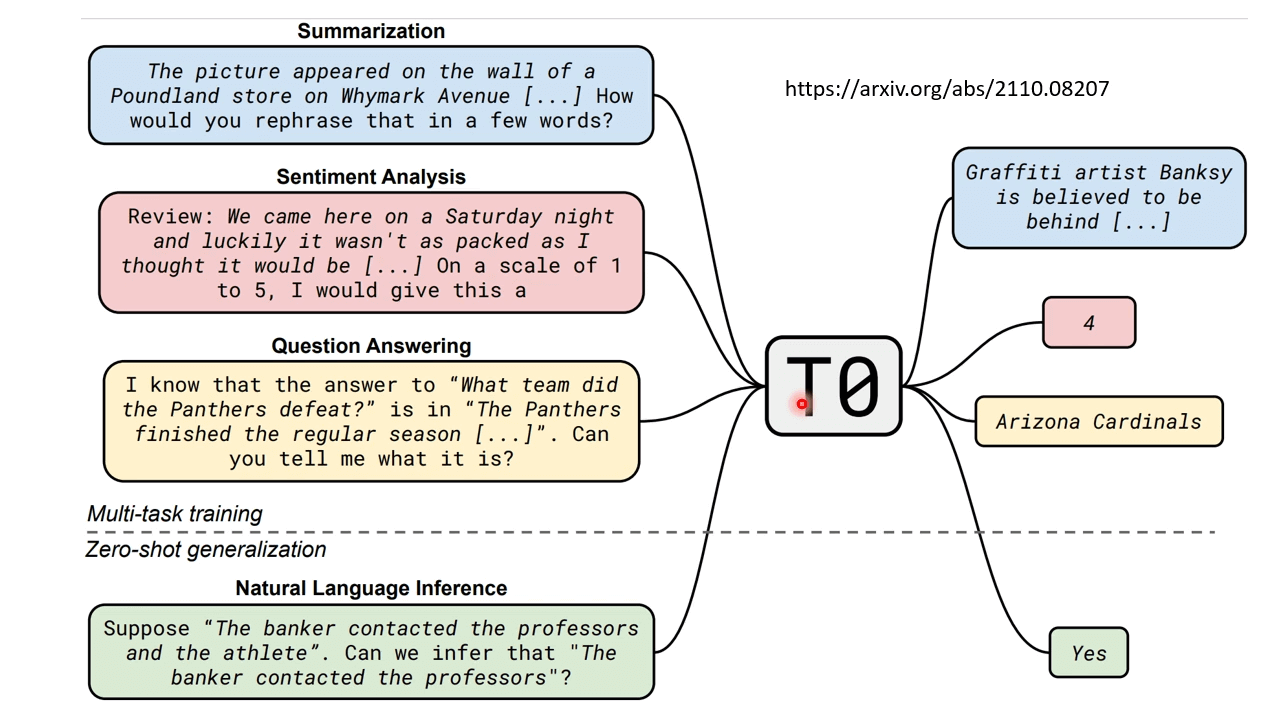 Summarization
The picture appeared on the wall of a
Poundland store on Whymark Avenue [...] How
would you rephrase that in a few words?
https://arxiv.org/abs/2110.08207
Graffiti artist Banksy
is believed to be
behind [...]
Sentiment Analysis
Review: We came here on a Saturday night
and luckily it wasn't as packed as I
thought it would be [...] On a scale of 1
to 5, I would give this a
4
Question Answering
I know that the answer to “What team did
the Panthers defeat?” is in “The Panthers
finished the regular season [...]”. Can
you tell me what it is?
T0
Arizona Cardinals
Multi-task training
Zero-shot generalization
Natural Language Inference
Suppose “The banker contacted the professors
and the athlete”. Can we infer that "The
banker contacted the professors"?
Yes